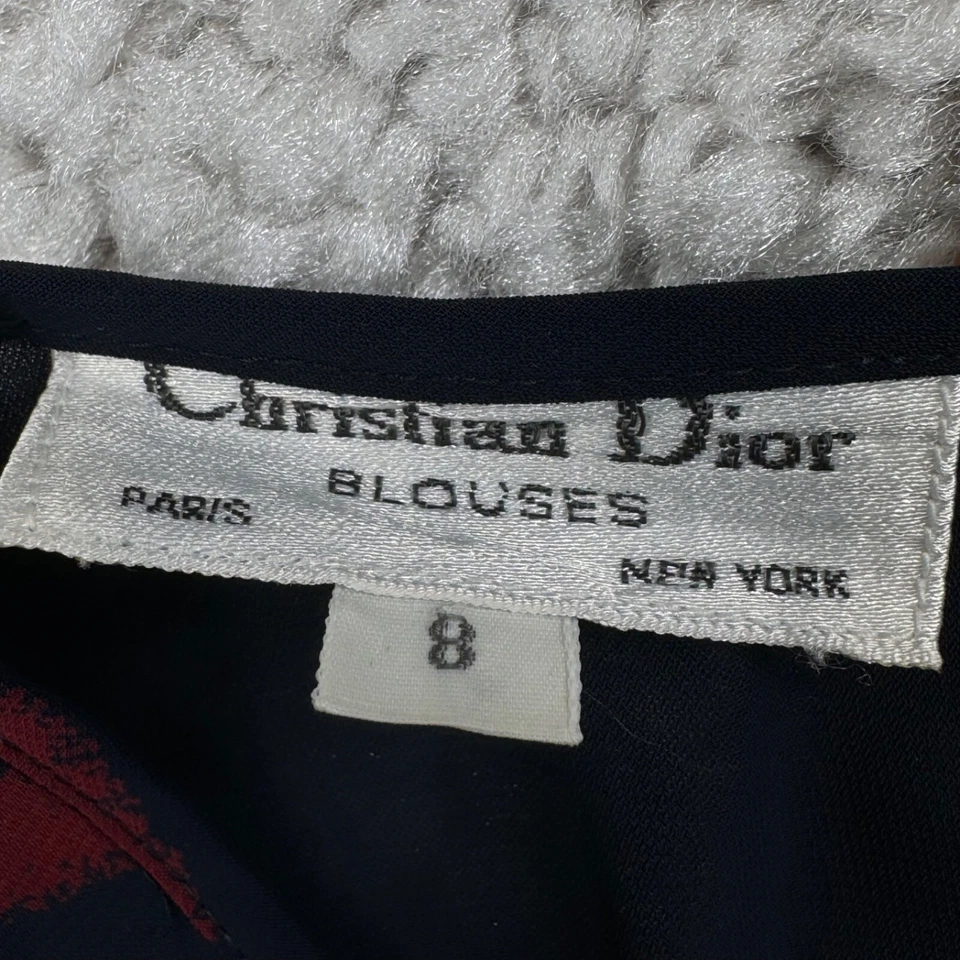 Christian Dior
BLOUSES
PARIS
NEW YORK
8